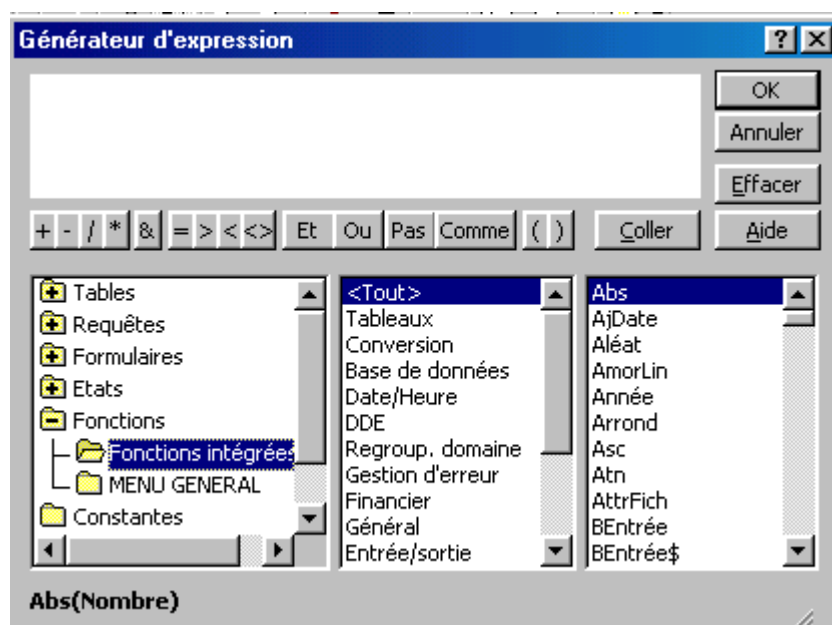 Générateur d'expression
OK
Annuler
Effacer
+ - / * & = > < <> Et Ou Pas Comme ( ) Coller Aide
Tables
Requêtes
Formulaires
Etats
Fonctions
Fonctions intégrées
MENU GENERAL
Constantes
<Tout>
Tableaux
Conversion
Base de données
Date/Heure
DDE
Regroup. domaine
Gestion d'erreur
Financier
Général
Entrée/sortie
Abs
AjDate
Aléat
AmorLin
Année
Arrond
Asc
Atn
AttrFich
BEntrée
BEntrée$
Abs(Nombre)